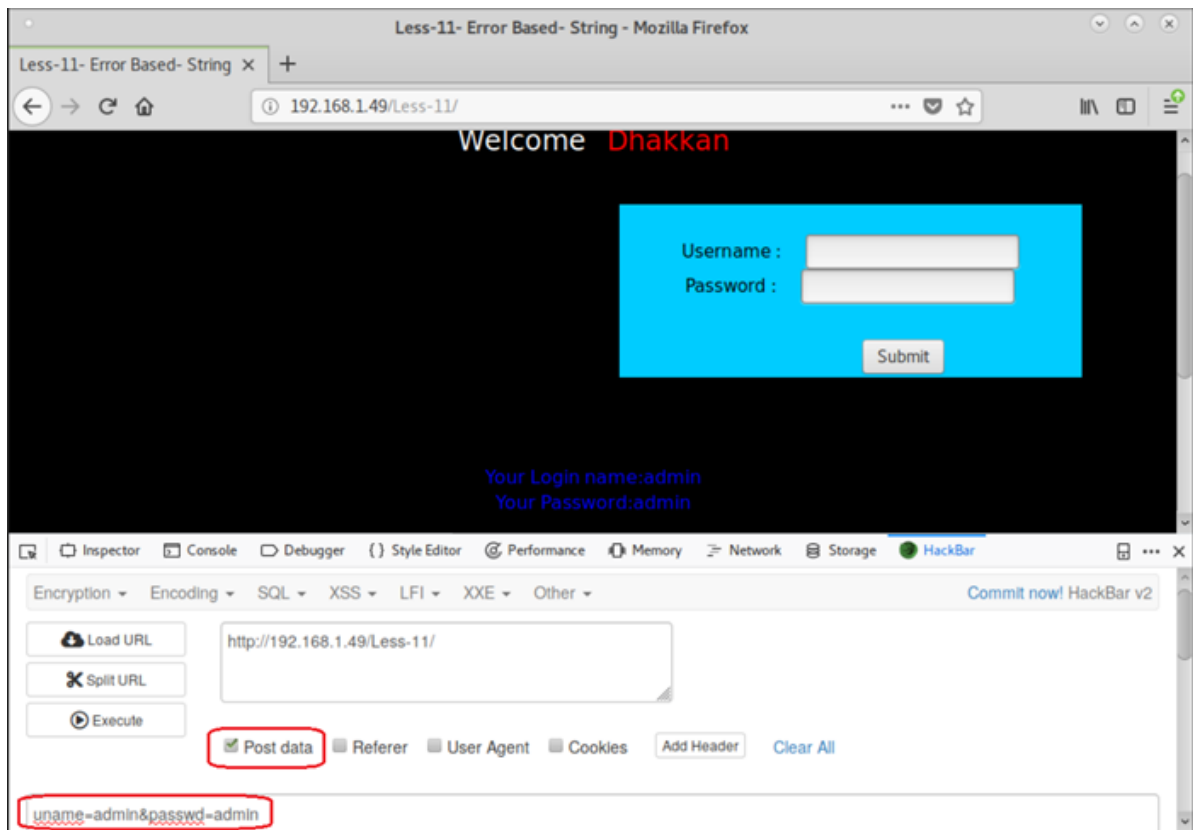 Less-11- Error Based- String - Mozilla Firefox
Less-11- Error Based- String
192.168.1.49/Less-11/
Welcome Dhakkan
Username :
Password :
Submit
Your Login name:admin
Your Password:admin
Inspector Console Debugger {} Style Editor Performance Memory Network Storage HackBar
Encryption Encoding SQL XSS LFI XXE Other Commit now! HackBar v2
Load URL
http://192.168.1.49/Less-11/
Split URL
Execute
Post data Referer User Agent Cookies Add Header Clear All
uname=admin&passwd=admin